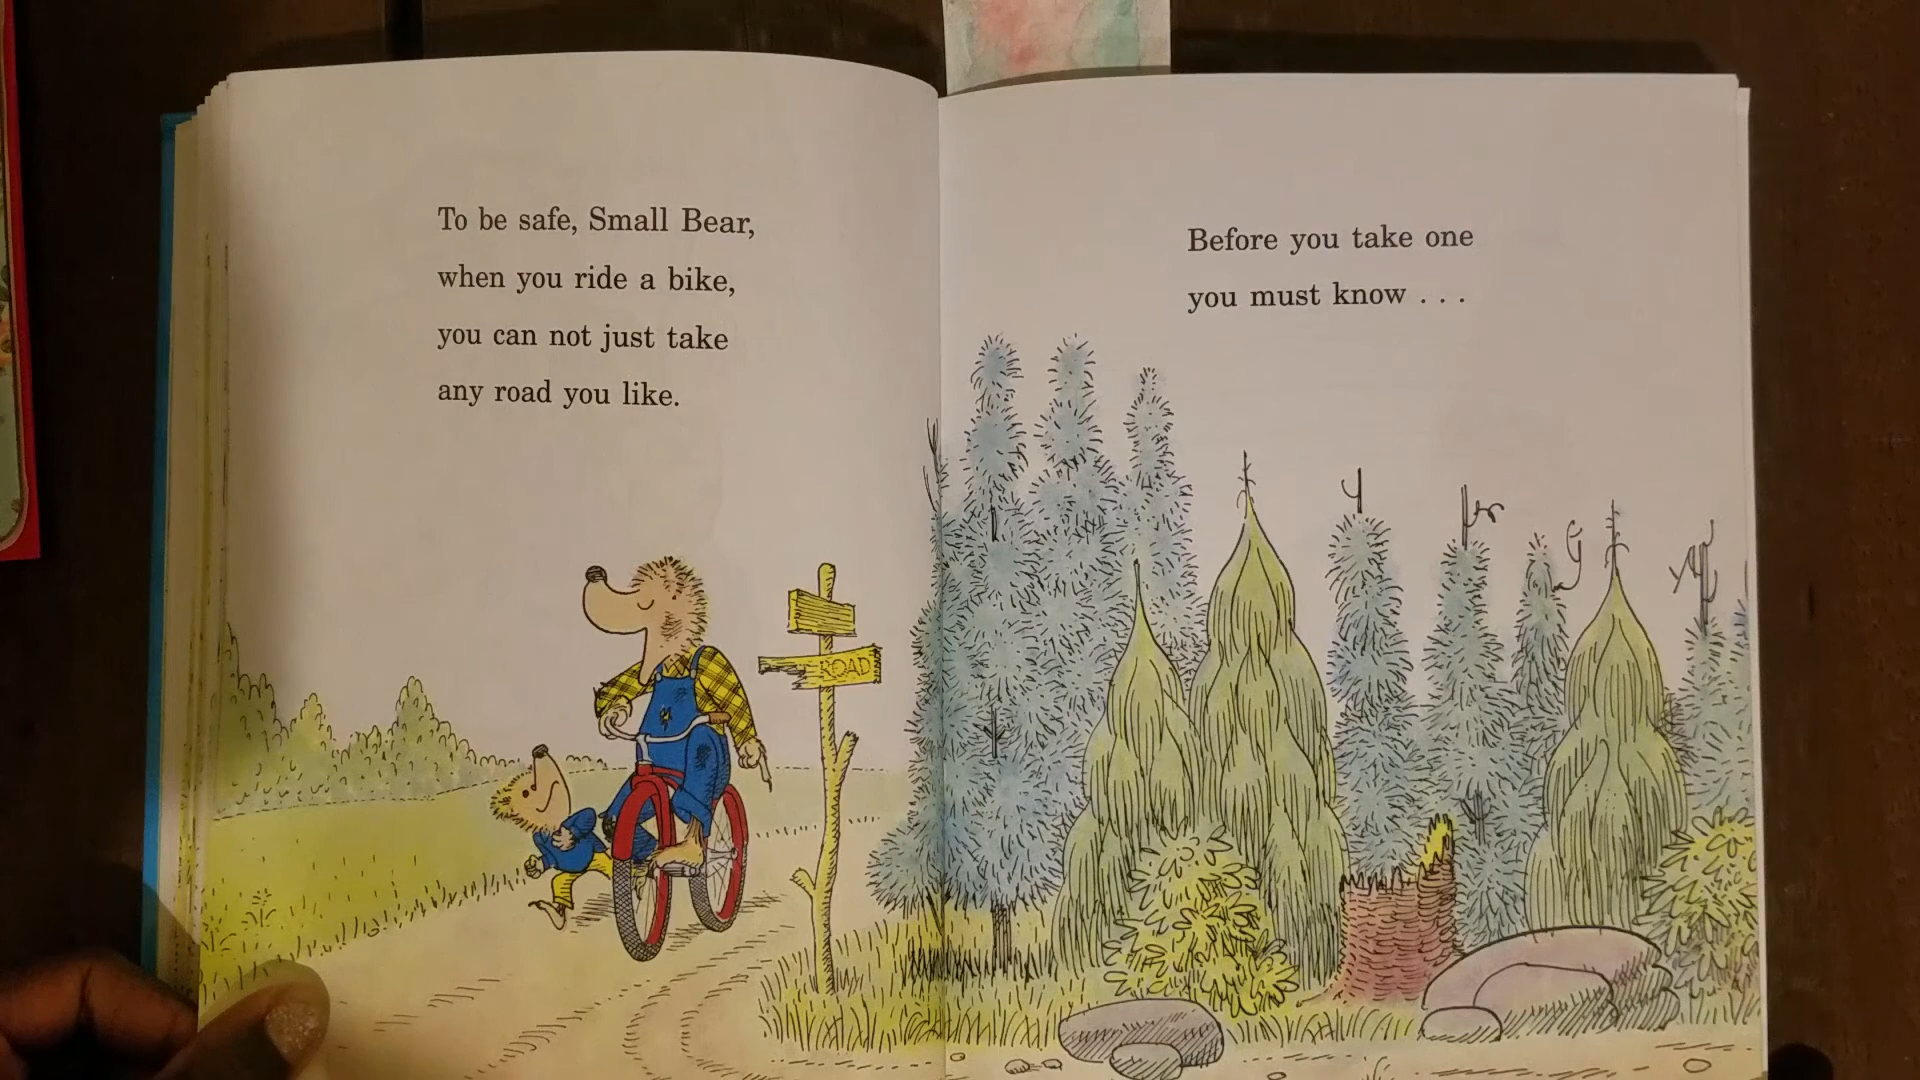 To be safe, Small Bear,
when you ride a bike,
you can not just take
any road you like.
ROAD
Before you take one
you must know . . .